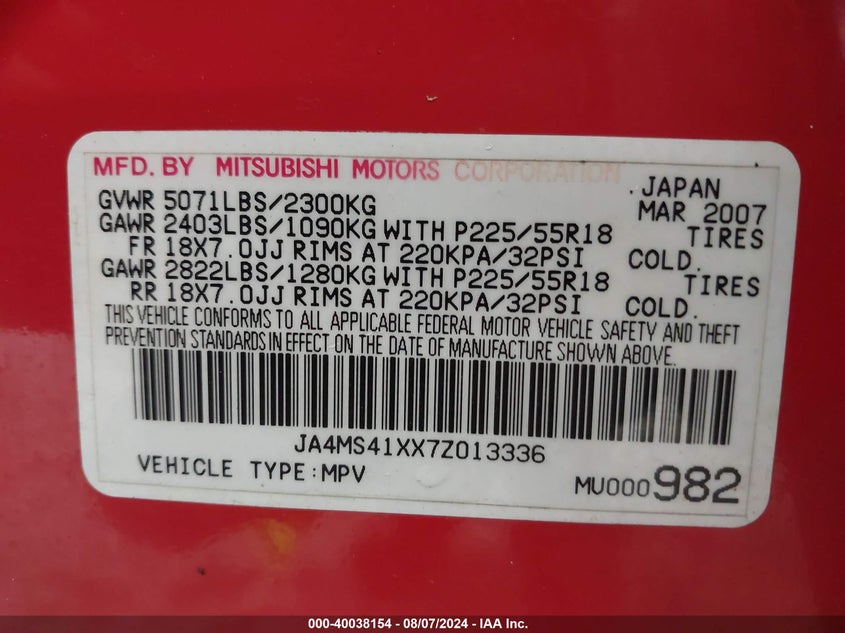 MFD. BY MITSUBISHI MOTORS CORPORATION
GVWR 5071LBS/2300KG . JAPAN MAR 2007
GAWR 2403LBS/1090KG WITH P225/55R18 TIRES
FR 18X7.0JJ RIMS AT 220KPA/32PSI COLD.
GAWR 2822LBS/1280KG WITH P225/55R18 TIRES
RR 18X7.0JJ RIMS AT 220KPA/32PSI COLD.
THIS VEHICLE CONFORMS TO ALL APPLICABLE FEDERAL MOTOR VEHICLE SAFETY AND THEFT
PREVENTION STANDARDS IN EFFECT ON THE DATE OF MANUFACTURE SHOWN ABOVE.
JA4MS41XX7Z013336
VEHICLE TYPE:MPV MU000982
000-40038154 - 08/07/2024 - IAA Inc.